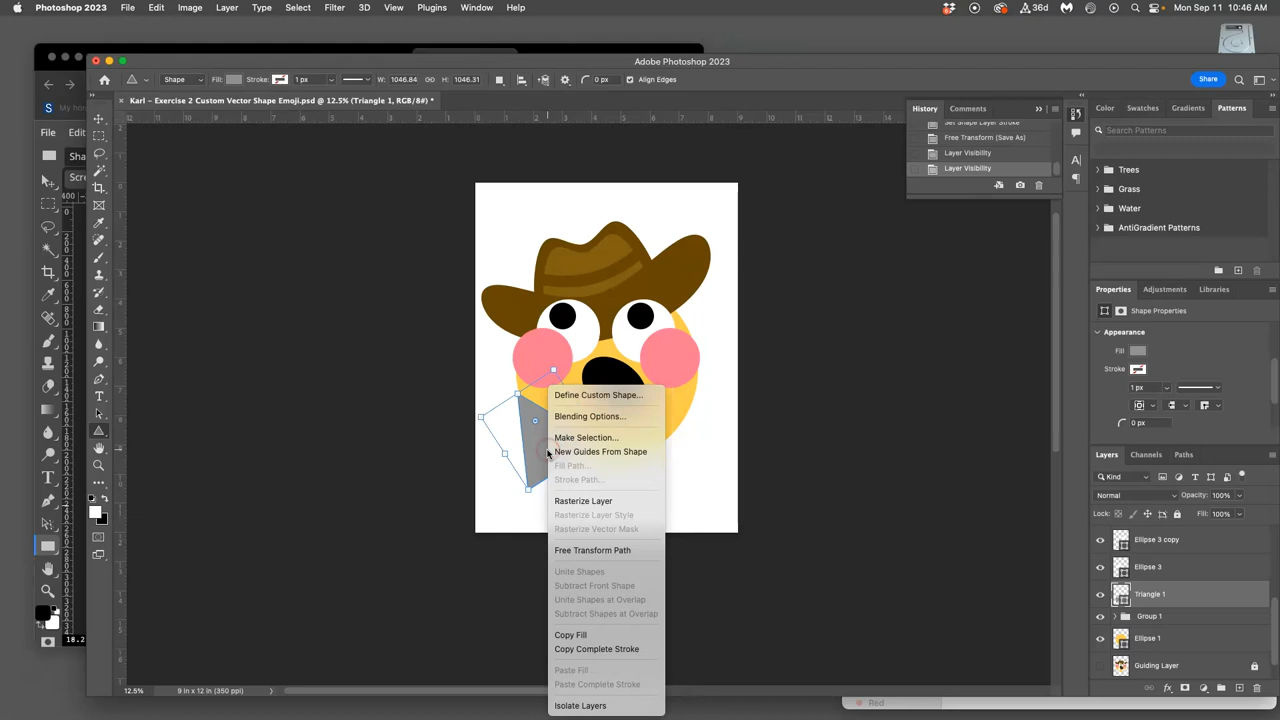 Photoshop 2023 File Edit Image Layer Type Select Filter 3D View Plugins Window Help 36d Mon Sep 11 10:46 AM
Adobe Photoshop 2023
Shape Fill: Stroke: 1 px W: 1046.84 H: 1046.31 0 px Align Edges Share
Karl – Exercise 2 Custom Vector Shape Emoji.psd @ 12.5% (Triangle 1, RGB/8#) *
History Comments
Set Shape Layer Stroke
Free Transform (Save As)
Layer Visibility
Layer Visibility
Color Swatches Gradients Patterns
Search Patterns
Trees
Grass
Water
AntiGradient Patterns
Properties Adjustments Libraries
Shape Properties
Appearance
Fill
Stroke
1 px
0 px
Layers Channels Paths
Kind
Normal Opacity: 100%
Lock: Fill: 100%
Ellipse 3 copy
Ellipse 3
Triangle 1
Group 1
Ellipse 1
Guiding Layer
Define Custom Shape...
Blending Options...
Make Selection...
New Guides From Shape
Fill Path...
Stroke Path...
Rasterize Layer
Rasterize Layer Style
Rasterize Vector Mask
Free Transform Path
Unite Shapes
Subtract Front Shape
Unite Shapes at Overlap
Subtract Shapes at Overlap
Copy Fill
Copy Complete Stroke
Paste Fill
Paste Complete Stroke
Isolate Layers
File Edi
12.5% 9 in x 12 in (350 ppi)
Red